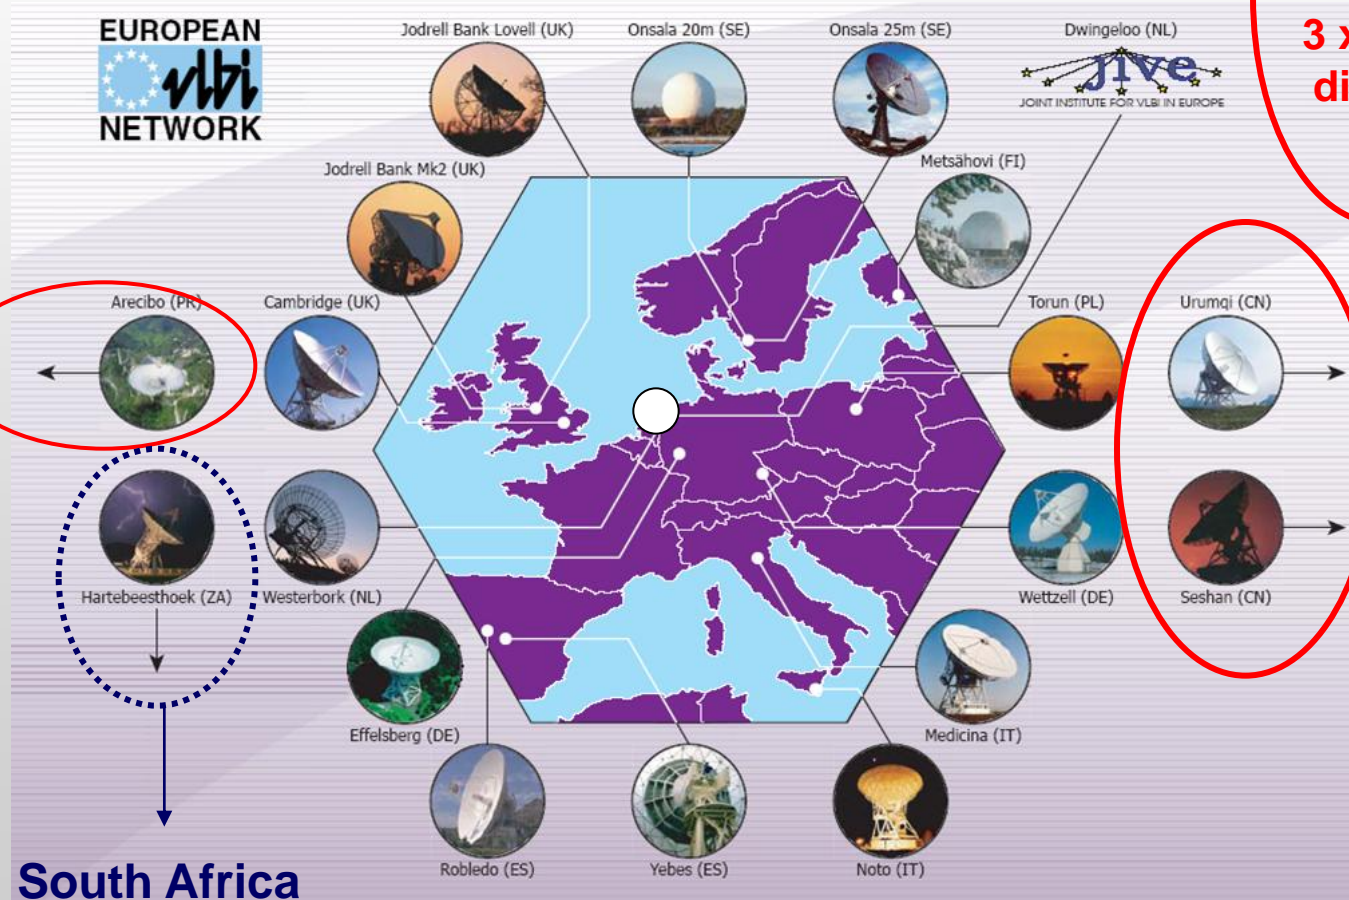 EUROPEAN
vlbi
NETWORK
Jodrell Bank Lovell (UK)
Onsala 20m (SE)
Onsala 25m (SE)
Dwingeloo (NL)
JIVE
JOINT INSTITUTE FOR VLBI IN EUROPE
3 x
Jodrell Bank Mk2 (UK)
Metsähovi (FI)
Arecibo (PR)
Cambridge (UK)
Torun (PL)
Urumqi (CN)
Hartebeesthoek (ZA)
Westerbork (NL)
Wettzell (DE)
Seshan (CN)
Effelsberg (DE)
Medicina (IT)
Robledo (ES)
Yebes (ES)
Noto (IT)
South Africa